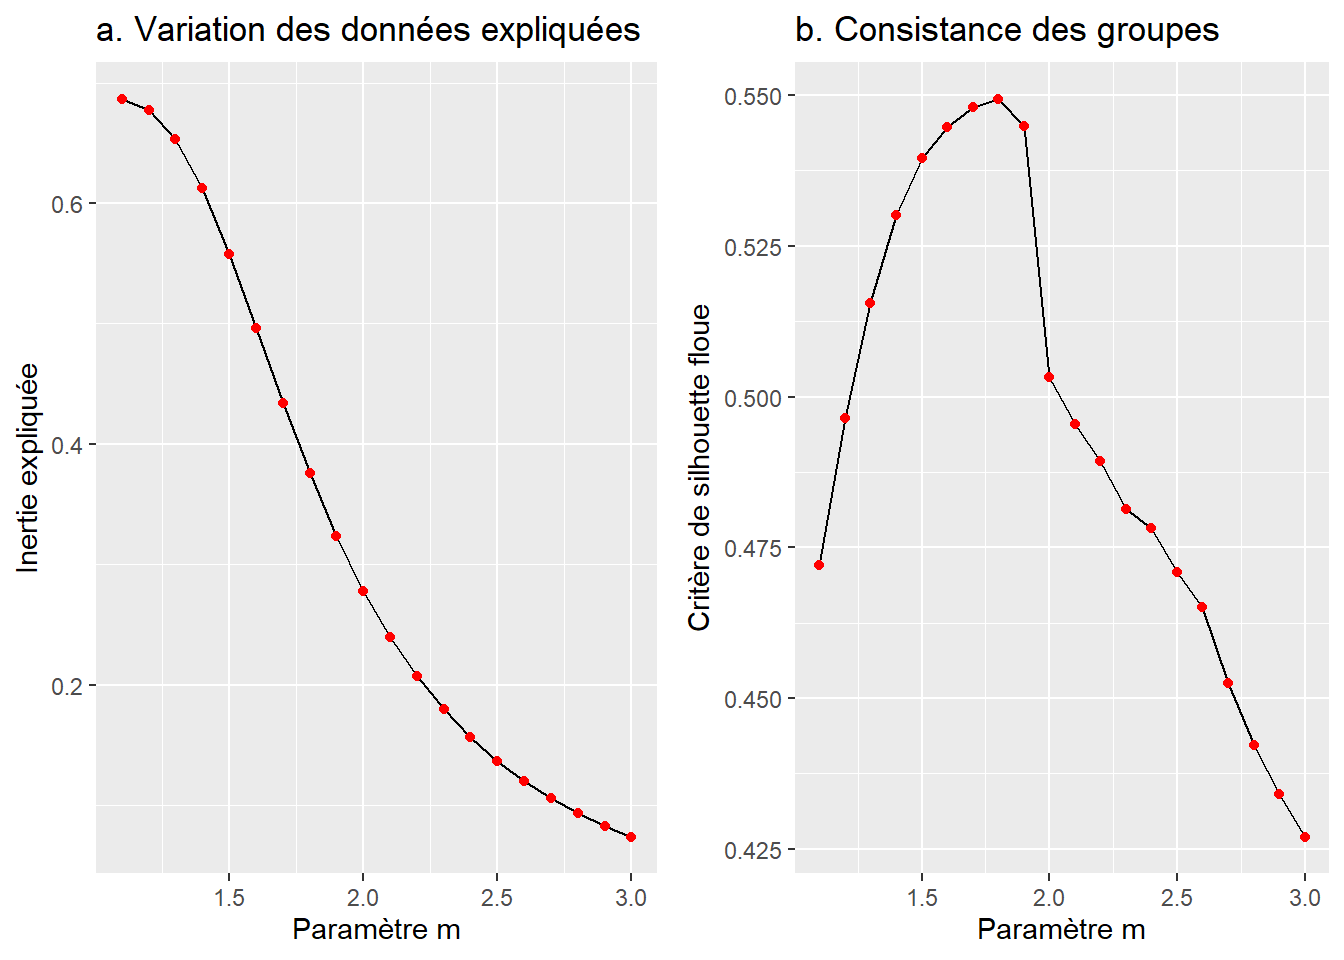 a. Variation des données expliquées
Inertie expliquée
0.6
0.4
0.2
1.5 2.0 2.5 3.0
Paramètre m
b. Consistance des groupes
Critère de silhouette floue
0.550
0.525
0.500
0.475
0.450
0.425
1.5 2.0 2.5 3.0
Paramètre m